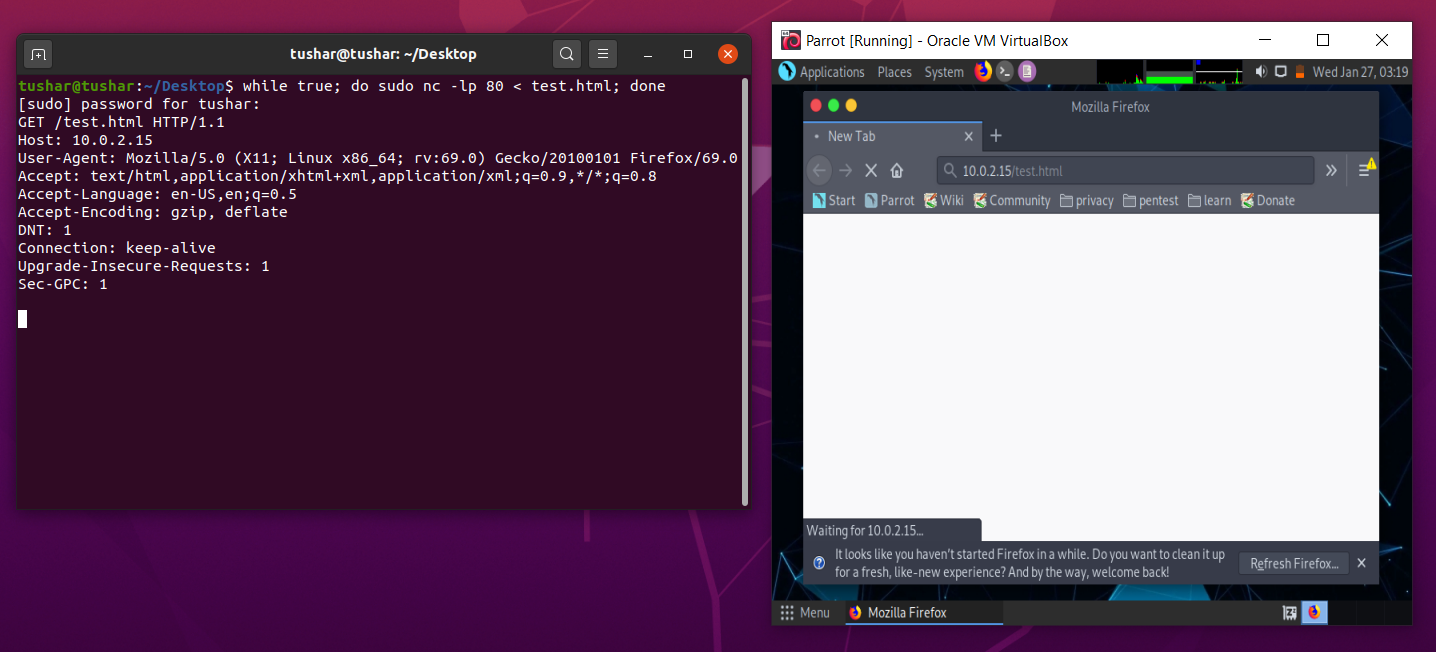 tushar@tushar: ~/Desktop
tushar@tushar:~/Desktop$ while true; do sudo nc -lp 80 < test.html; done
[sudo] password for tushar:
GET /test.html HTTP/1.1
Host: 10.0.2.15
User-Agent: Mozilla/5.0 (X11; Linux x86_64; rv:69.0) Gecko/20100101 Firefox/69.0
Accept: text/html,application/xhtml+xml,application/xml;q=0.9,*/*;q=0.8
Accept-Language: en-US,en;q=0.5
Accept-Encoding: gzip, deflate
DNT: 1
Connection: keep-alive
Upgrade-Insecure-Requests: 1
Sec-GPC: 1
Parrot [Running] - Oracle VM VirtualBox
Applications Places System Wed Jan 27, 03:19
Mozilla Firefox
New Tab
10.0.2.15/test.html
Start Parrot Wiki Community privacy pentest learn Donate
Waiting for 10.0.2.15...
It looks like you haven't started Firefox in a while. Do you want to clean it up
for a fresh, like-new experience? And by the way, welcome back!
Refresh Firefox...
Menu Mozilla Firefox